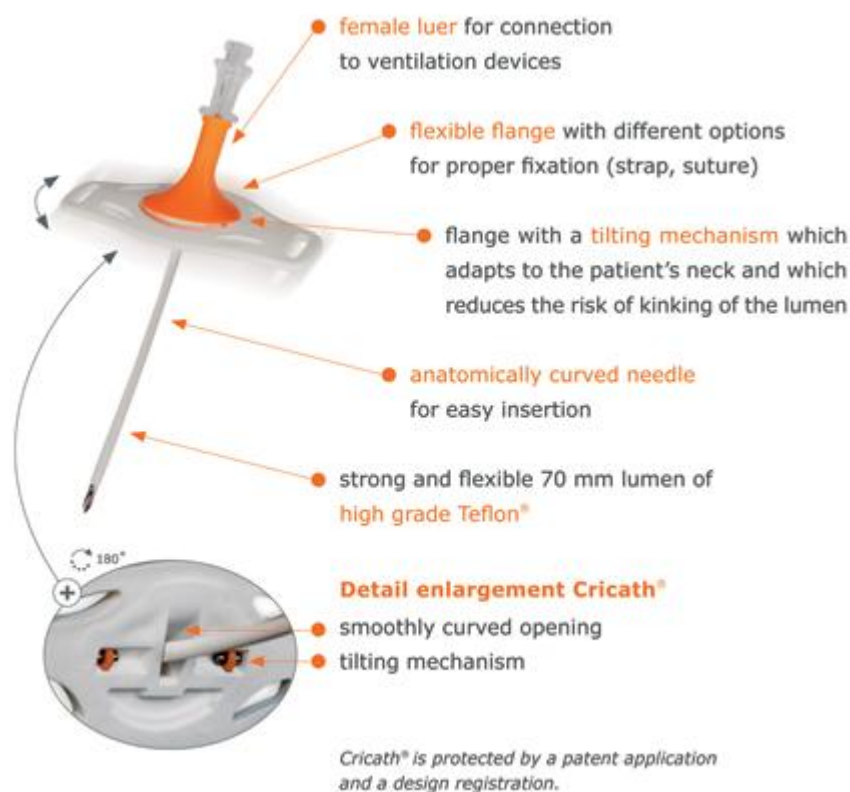 female luer for connection
to ventilation devices
flexible flange with different options
for proper fixation (strap, suture)
flange with a tilting mechanism which
adapts to the patient's neck and which
reduces the risk of kinking of the lumen
anatomically curved needle
for easy insertion
strong and flexible 70 mm lumen of
high grade Teflon®
180°
Detail enlargement Cricath®
smoothly curved opening
tilting mechanism
Cricath® is protected by a patent application
and a design registration.